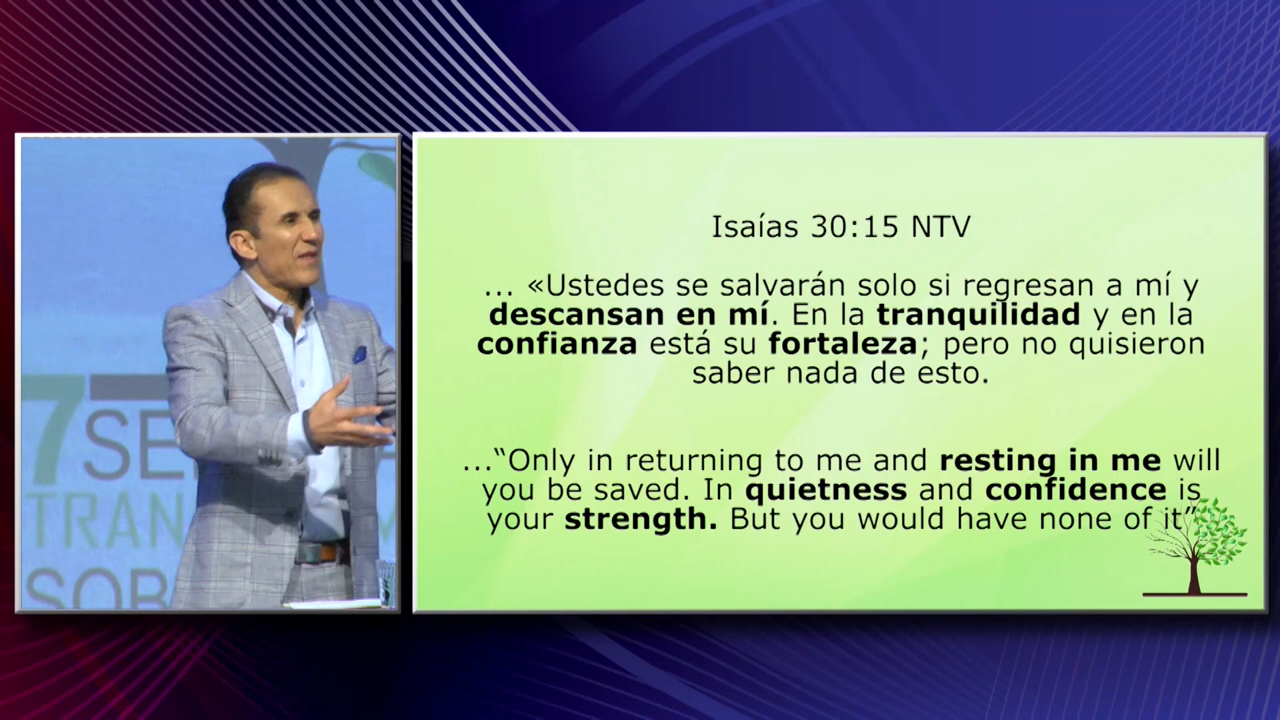 7SE
TRAN
SOB
Isaías 30:15 NTV
... «Ustedes se salvarán solo si regresan a mí y
descansan en mí. En la tranquilidad y en la
confianza está su fortaleza; pero no quisieron
saber nada de esto.
...“Only in returning to me and resting in me will
you be saved. In quietness and confidence is
your strength. But you would have none of it”